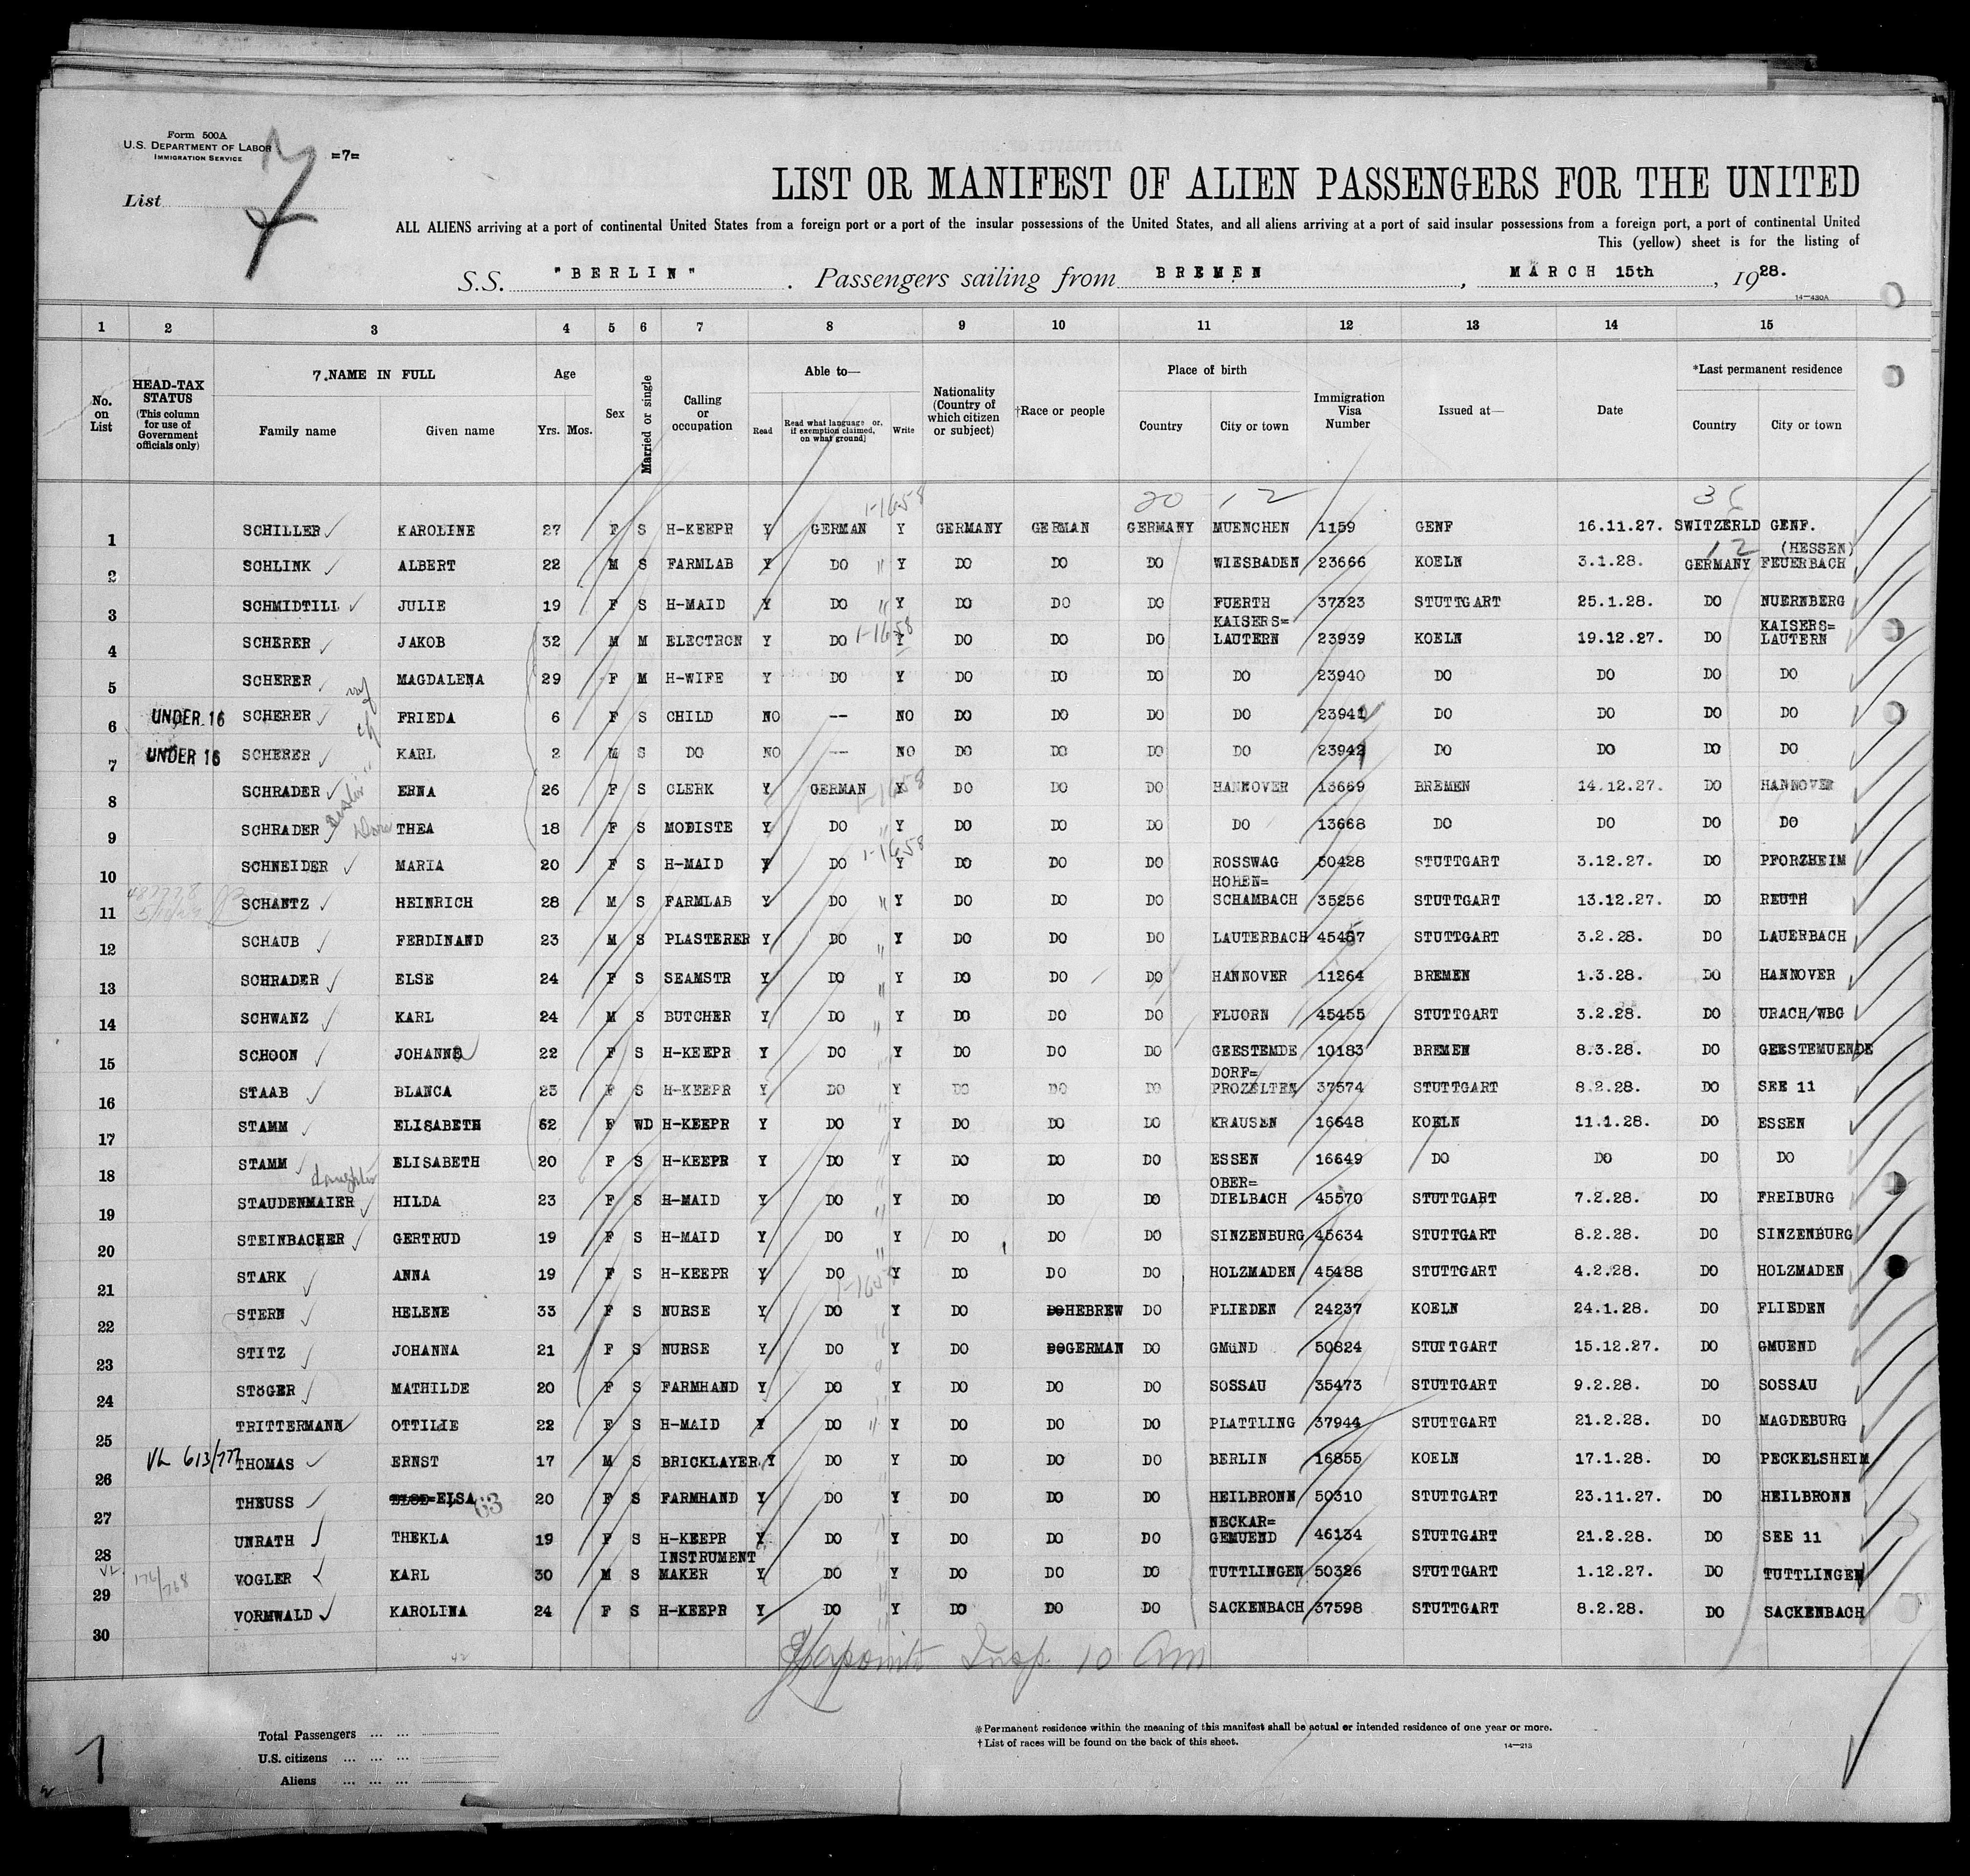 Form 500A
U.S. DEPARTMENT OF LABOR
IMMIGRATION SERVICE
=7=
List 7
LIST OR MANIFEST OF ALIEN PASSENGERS FOR THE UNITED
ALL ALIENS arriving at a port of continental United States from a foreign port or a port of the insular possessions of the United States, and all aliens arriving at a port of said insular possessions from a foreign port, a port of continental United
This (yellow) sheet is for the listing of
S.S. "BERLIN". Passengers sailing from BREMEN, MARCH 15th, 1928.
14-430A
1 2 3 4 5 6 7 8 9 10 11 12 13 14 15
No. on List
HEAD-TAX STATUS (This column for use of Government officials only)
7. NAME IN FULL
Family name Given name
Age Yrs. Mos.
Sex
Married or single
Calling or occupation
Able to—
Read Read what language or, if exemption claimed, on what ground) Write
Nationality (Country of which citizen or subject)
†Race or people
Place of birth
Country City or town
Immigration Visa Number
Issued at—
Date
*Last permanent residence
Country City or town
20 12
1 SCHILLER KAROLINE 27 F S H-KEEPR Y GERMAN 1-1658 Y GERMANY GERMAN GERMANY MUENCHEN 1159 GENF 16.11.27. SWITZERLD GENF.
2 SCHLINK ALBERT 22 M S FARMLAB Y DO " Y DO DO DO WIESBADEN 23666 KOELN 3.1.28. 12 GERMANY (HESSEN) FEUERBACH
3 SCHMIDTILL JULIE 19 F S H-MAID Y DO " Y DO DO DO FUERTH 37323 STUTTGART 25.1.28. DO NUERNBERG
4 SCHERER JAKOB 32 M M ELECTRCN Y DO 1-1658 Y DO DO DO KAISERS= LAUTERN 23939 KOELN 19.12.27. DO KAISERS= LAUTERN
5 SCHERER MAGDALENA 29 F M H-WIFE Y DO Y DO DO DO DO 23940 DO DO DO DO
6 UNDER 16 SCHERER FRIEDA 6 F S CHILD NO -- NO DO DO DO DO 23941 DO DO DO DO
7 UNDER 16 SCHERER KARL 2 M S DO NO -- NO DO DO DO DO 23942 DO DO DO DO
8 SCHRADER ERNA 26 F S CLERK Y GERMAN 1-1658 Y DO DO DO HANNOVER 13669 BREMEN 14.12.27. DO HANNOVER
9 SCHRADER THEA 18 F S MODISTE Y DO " Y DO DO DO DO 13668 DO DO DO DO
10 SCHNEIDER MARIA 20 F S H-MAID Y DO 1-1658 Y DO DO DO ROSSWAG 50428 STUTTGART 3.12.27. DO PFORZHEIM
11 SCHANTZ HEINRICH 28 M S FARMLAB Y DO " Y DO DO DO HOHEN= SCHAMBACH 35256 STUTTGART 13.12.27. DO REUTH
12 SCHAUB FERDINAND 23 M S PLASTERER Y DO " Y DO DO DO LAUTERBACH 45457 STUTTGART 3.2.28. DO LAUERBACH
13 SCHRADER ELSE 24 F S SEAMSTR Y DO " Y DO DO DO HANNOVER 11264 BREMEN 1.3.28. DO HANNOVER
14 SCHWANZ KARL 24 M S BUTCHER Y DO " Y DO DO DO FLUORN 45455 STUTTGART 3.2.28. DO URACH/WBG
15 SCHOON JOHANNE 22 F S H-KEEPR Y DO Y DO DO DO GEESTEMDE 10183 BREMEN 8.3.28. DO GEESTEMUENDE
16 STAAB BLANCA 23 F S H-KEEPR Y DO " Y DO DO DO DORF= PROZELTEN 37574 STUTTGART 8.2.28. DO SEE 11
17 STAMM ELISABETH 62 F WD H-KEEPR Y DO " Y DO DO DO KRAUSEN 16648 KOELN 11.1.28. DO ESSEN
18 STAMM daughter ELISABETH 20 F S H-KEEPR Y DO " Y DO DO DO ESSEN 16649 DO DO DO DO
19 STAUDENMAIER HILDA 23 F S H-MAID Y DO " Y DO DO DO OBER= DIELBACH 45570 STUTTGART 7.2.28. DO FREIBURG
20 STEINBACHER GERTRUD 19 F S H-MAID Y DO " Y DO DO DO SINZENBURG 45634 STUTTGART 8.2.28. DO SINZENBURG
21 STARK ANNA 19 F S H-KEEPR Y DO Y DO DO DO HOLZMADEN 45488 STUTTGART 4.2.28. DO HOLZMADEN
22 STERN HELENE 33 F S NURSE Y DO Y DO DOHEBREW DO FLIEDEN 24237 KOELN 24.1.28. DO FLIEDEN
23 STITZ JOHANNA 21 F S NURSE Y DO Y DO DOGERMAN DO GMUND 50824 STUTTGART 15.12.27. DO GMUEND
24 STöGER MATHILDE 20 F S FARMHAND Y DO Y DO DO DO SOSSAU 35473 STUTTGART 9.2.28. DO SOSSAU
25 TRITTERMANN OTTILIE 22 F S H-MAID Y DO " Y DO DO DO PLATTLING 37944 STUTTGART 21.2.28. DO MAGDEBURG
26 VL 613/777 THOMAS ERNST 17 M S BRICKLAYER Y DO Y DO DO DO BERLIN 16855 KOELN 17.1.28. DO PECKELSHEIM
27 THEUSS ELSA 63 20 F S FARMHAND Y DO Y DO DO DO HEILBRONN 50310 STUTTGART 23.11.27. DO HEILBRONN
28 UNRATH THEKLA 19 F S H-KEEPR Y DO Y DO DO DO NECKAR= GEMUEND 46134 STUTTGART 21.2.28. DO SEE 11
29 176/768 VOGLER KARL 30 M S INSTRUMENT MAKER Y DO Y DO DO DO TUTTLINGEN 50326 STUTTGART 1.12.27. DO TUTTLINGEN
30 VORMWALD KAROLINA 24 F S H-KEEPR Y DO Y DO DO DO SACKENBACH 37598 STUTTGART 8.2.28. DO SACKENBACH
Insp. 10 am
Total Passengers ... ...
U.S. citizens ... ... ...
Aliens ... ... ...
*Permanent residence within the meaning of this manifest shall be actual or intended residence of one year or more.
†List of races will be found on the back of this sheet.
14-213